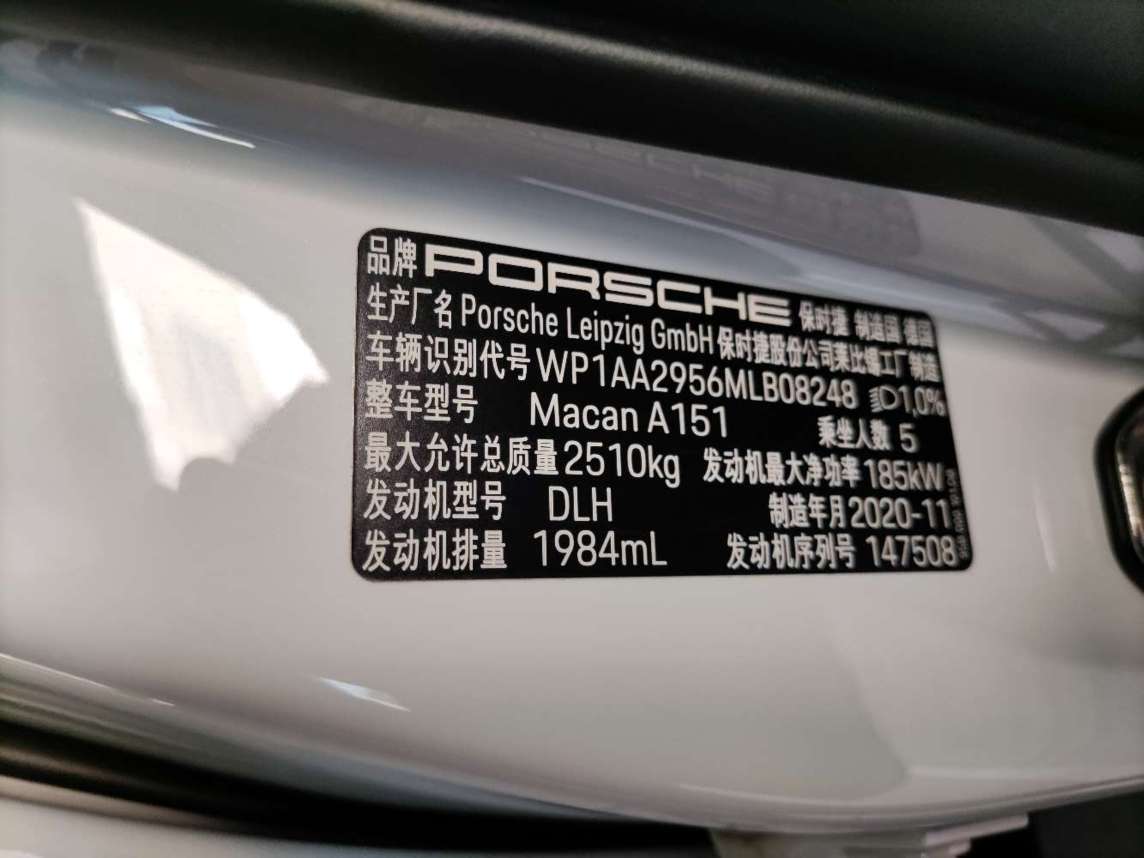 品牌 PORSCHE 保时捷 制造国 德国
生产厂名 Porsche Leipzig GmbH 保时捷股份公司莱比锡工厂制造
车辆识别代号 WP1AA2956MLB08248 1,0%
整车型号 Macan A151 乘坐人数 5
最大允许总质量 2510kg 发动机最大净功率 185kW
发动机型号 DLH 制造年月 2020-11
发动机排量 1984mL 发动机序列号 147508